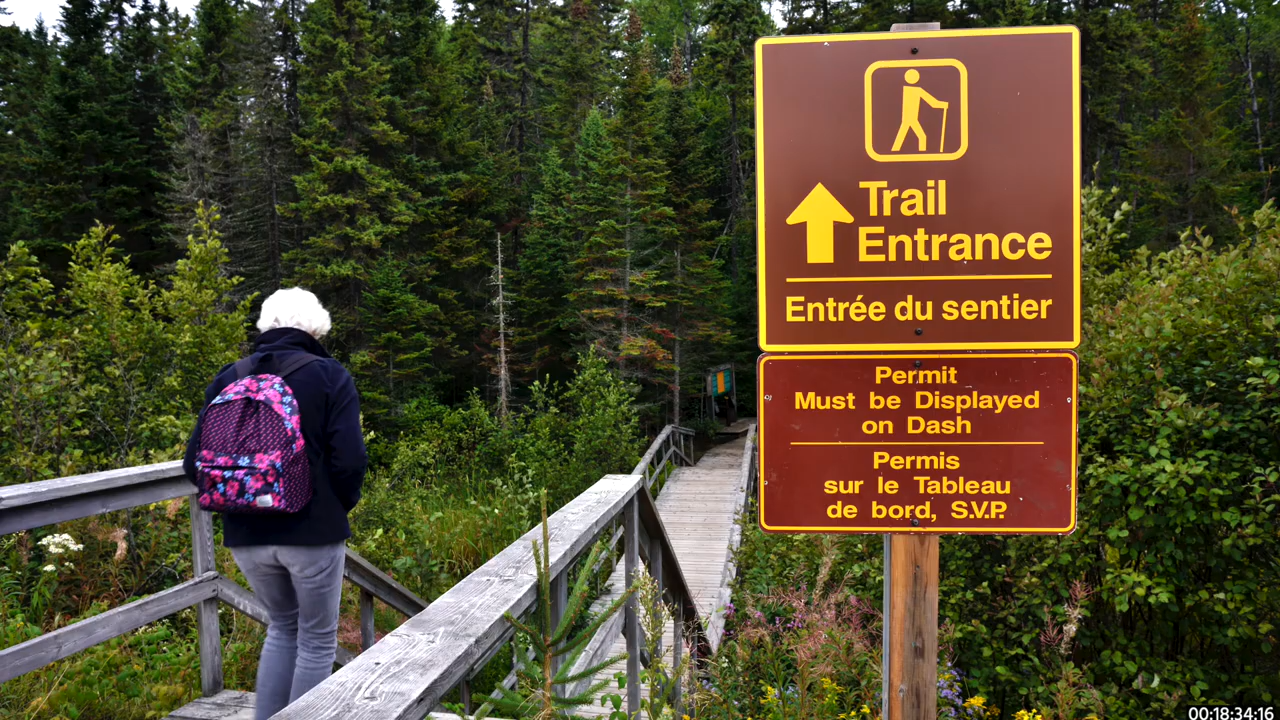 Trail
Entrance
Entrée du sentier
Permit
Must be Displayed
on Dash
Permis
sur le Tableau
de bord, S.V.P.
00:18:34:16